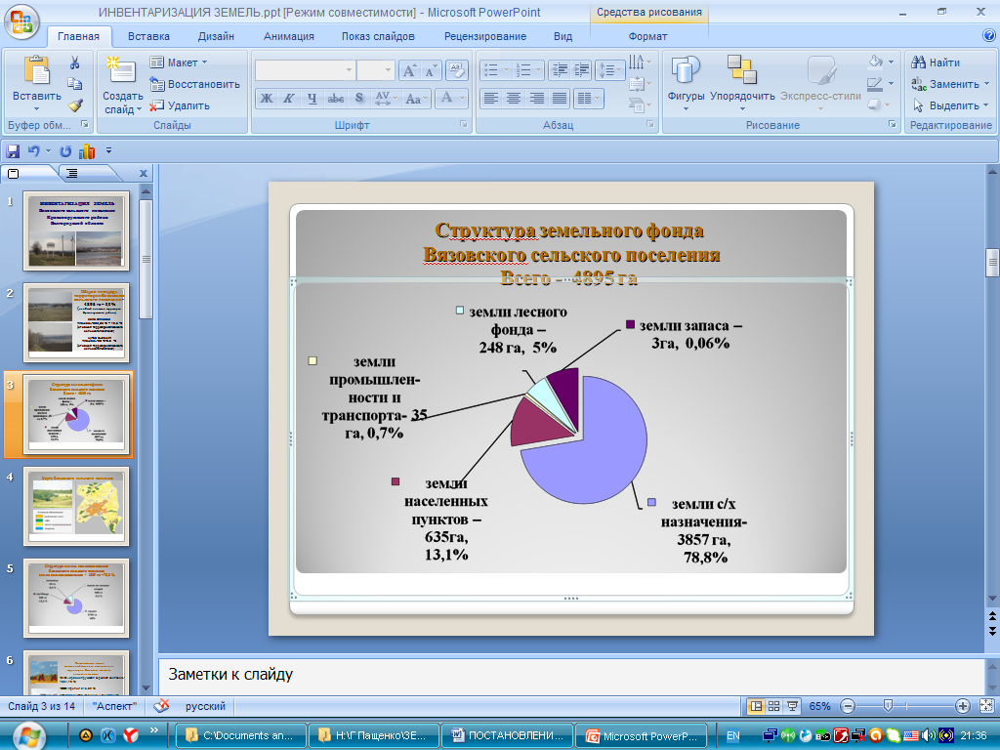 ИНВЕНТАРИЗАЦИЯ ЗЕМЕЛЬ.ppt [Режим совместимости] - Microsoft PowerPoint
Средства рисования
Главная Вставка Дизайн Анимация Показ слайдов Рецензирование Вид Формат
Вставить
Буфер обм...
Создать слайд
Макет
Восстановить
Удалить
Слайды
Ж К Ч abc S AV Aa A
Шрифт
Абзац
Фигуры Упорядочить Экспресс-стили
Рисование
Найти
Заменить
Выделить
Редактирование
1
ИНВЕНТАРИЗАЦИЯ ЗЕМЕЛЬ
2
3
4
5
6
Структура земельного фонда
Вязовского сельского поселения
Всего – 4895 га
земли лесного
фонда –
248 га, 5%
земли запаса –
3га, 0,06%
земли
промышлен-
ности и
транспорта- 35
га, 0,7%
земли
населенных
пунктов –
635га,
13,1%
земли с/х
назначения-
3857 га,
78,8%
Заметки к слайду
Слайд 3 из 14 "Аспект" русский 65%
C:\Documents an... H:\Г Пащенко\ЗЕ... ПОСТАНОВЛЕНИ... Microsoft PowerP... EN 21:36